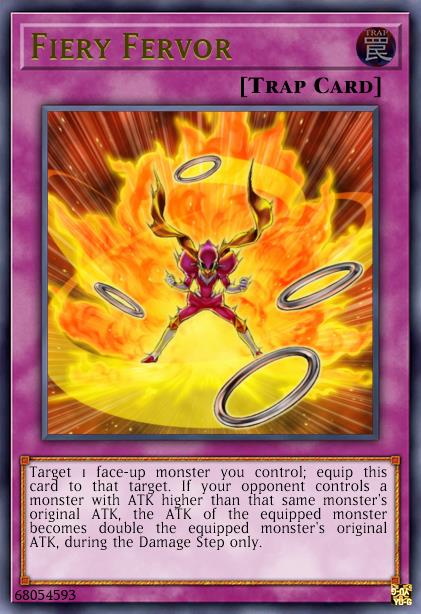 Fiery Fervor
TRAP
罠
[Trap Card]
Target 1 face-up monster you control; equip this
card to that target. If your opponent controls a
monster with ATK higher than that same monster's
original ATK, the ATK of the equipped monster
becomes double the equipped monster's original
ATK, during the Damage Step only.
68054593